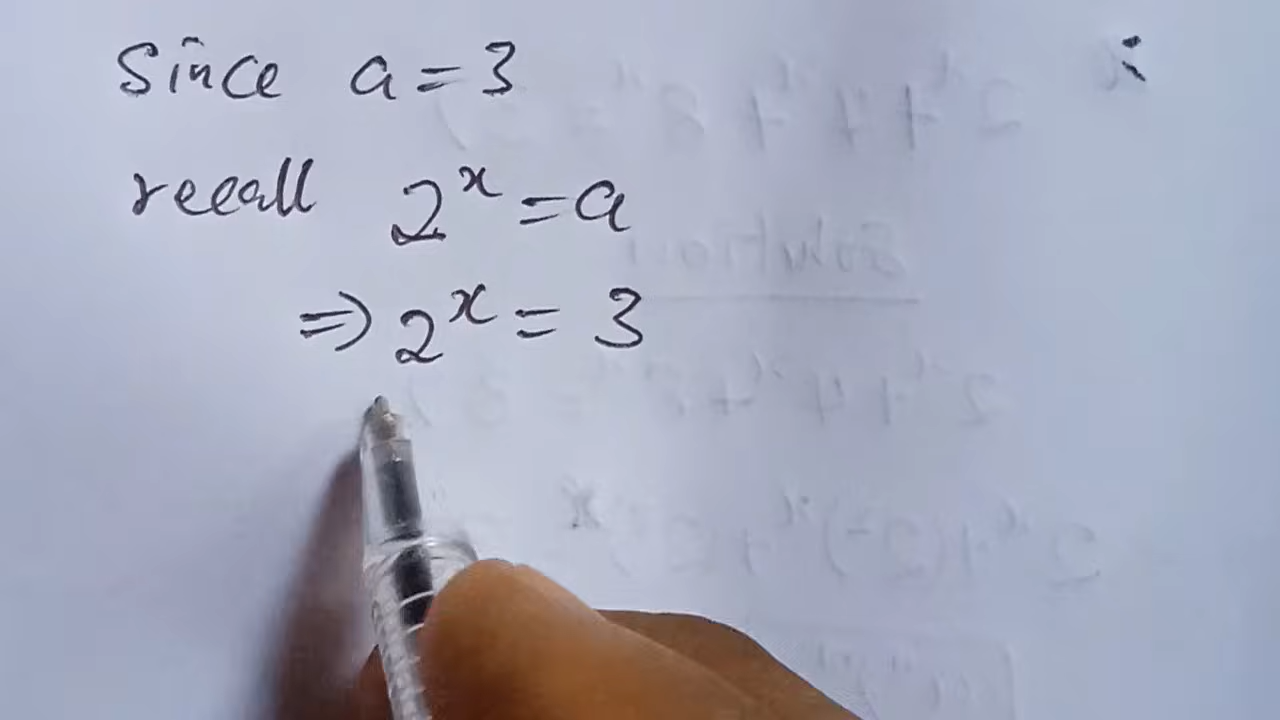 Since a = 3
recall 2^x = a
⇒ 2^x = 3